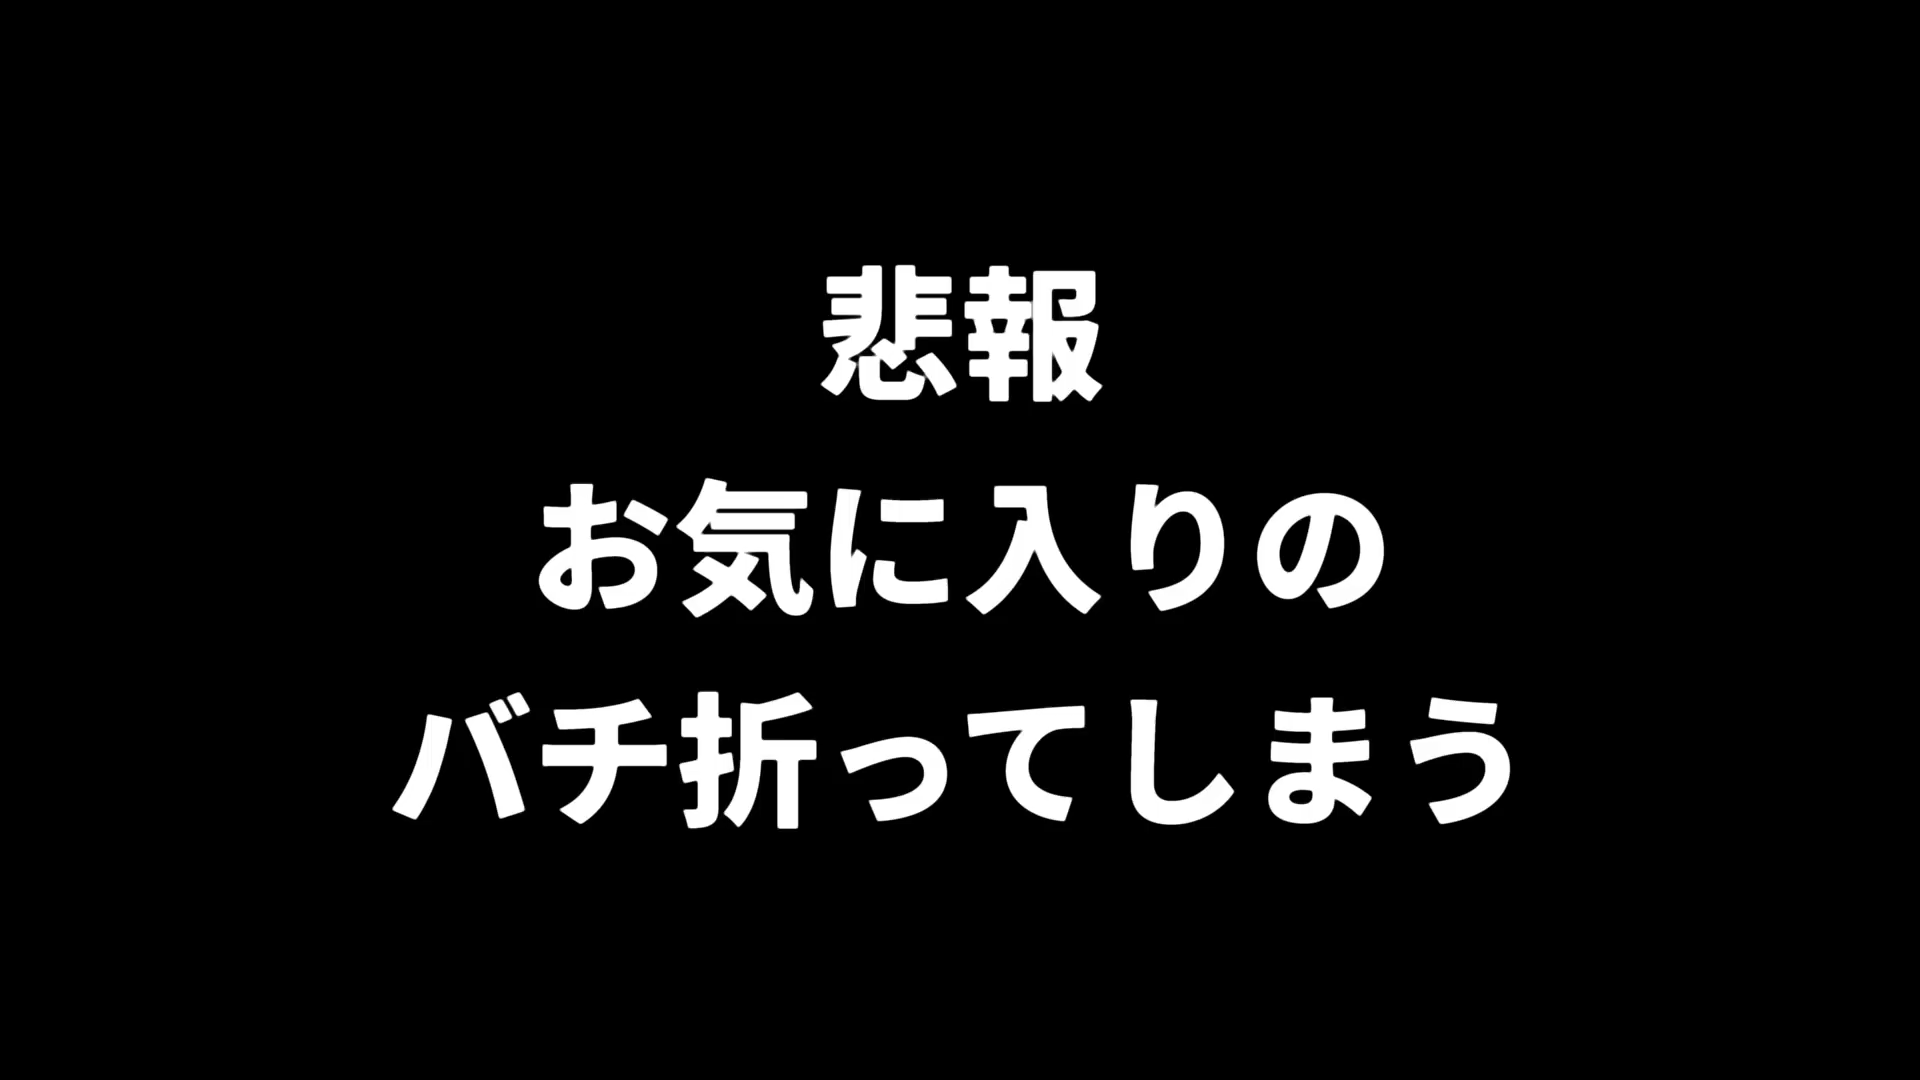 悲報
お気に入りの
バチ折ってしまう